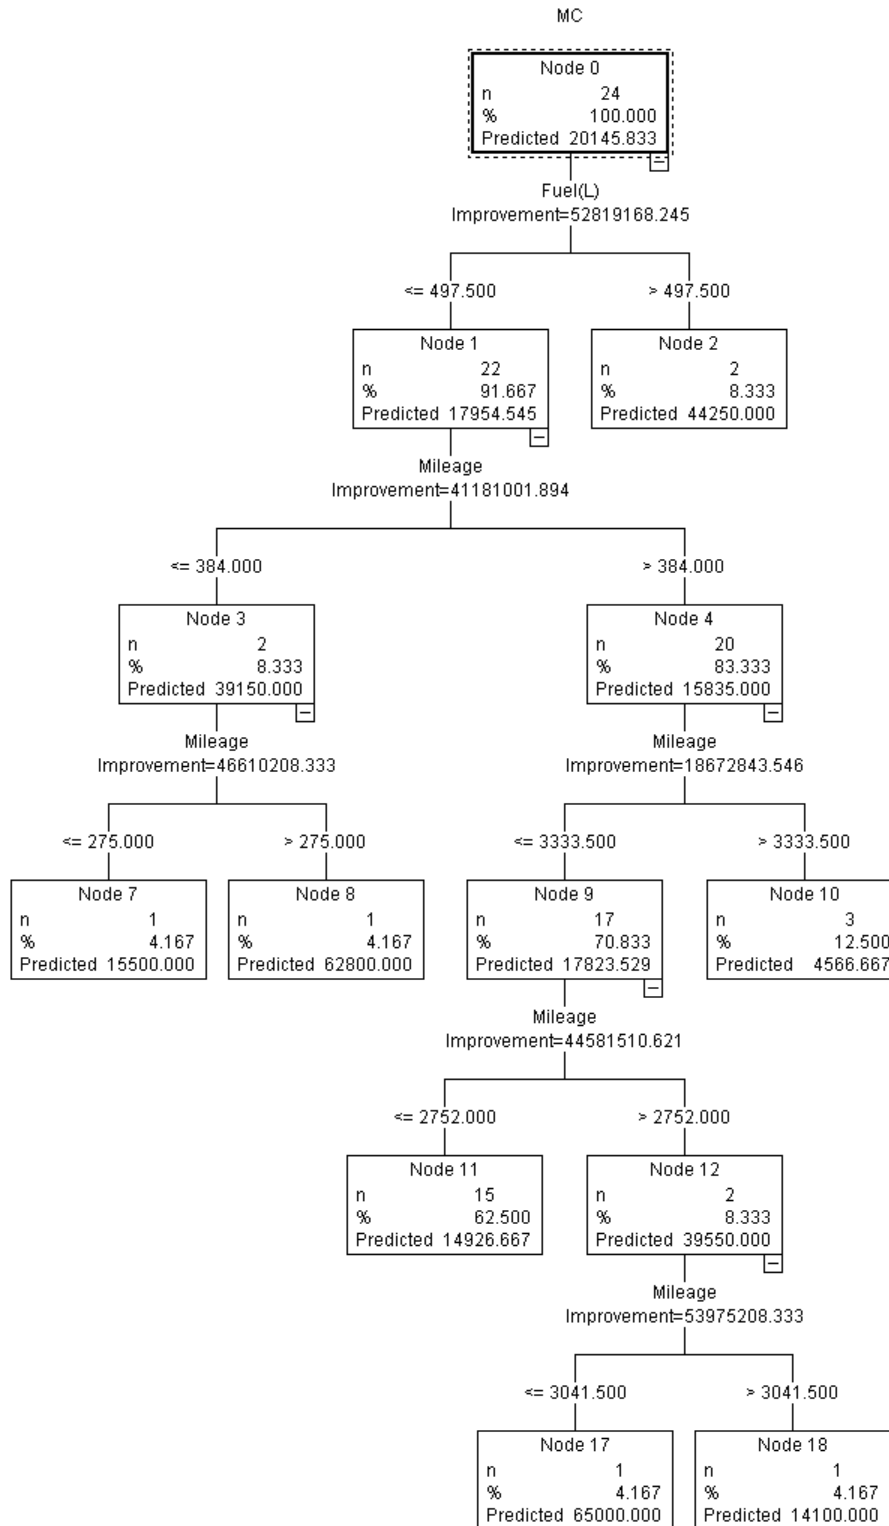 MC
Node 0
n 24
% 100.000
Predicted 20145.833
Fuel(L)
Improvement=52819168.245
<= 497.500
> 497.500
Node 1
n 22
% 91.667
Predicted 17954.545
Node 2
n 2
% 8.333
Predicted 44250.000
Mileage
Improvement=41181001.894
<= 384.000
> 384.000
Node 3
n 2
% 8.333
Predicted 39150.000
Node 4
n 20
% 83.333
Predicted 15835.000
Mileage
Improvement=46610208.333
Mileage
Improvement=18672843.546
<= 275.000
> 275.000
<= 3333.500
> 3333.500
Node 7
n 1
% 4.167
Predicted 15500.000
Node 8
n 1
% 4.167
Predicted 62800.000
Node 9
n 17
% 70.833
Predicted 17823.529
Node 10
n 3
% 12.500
Predicted 4566.667
Mileage
Improvement=44581510.621
<= 2752.000
> 2752.000
Node 11
n 15
% 62.500
Predicted 14926.667
Node 12
n 2
% 8.333
Predicted 39550.000
Mileage
Improvement=53975208.333
<= 3041.500
> 3041.500
Node 17
n 1
% 4.167
Predicted 65000.000
Node 18
n 1
% 4.167
Predicted 14100.000